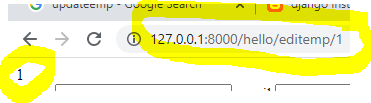 updateemp - Google Search
django inst
127.0.0.1:8000/hello/editemp/1
1